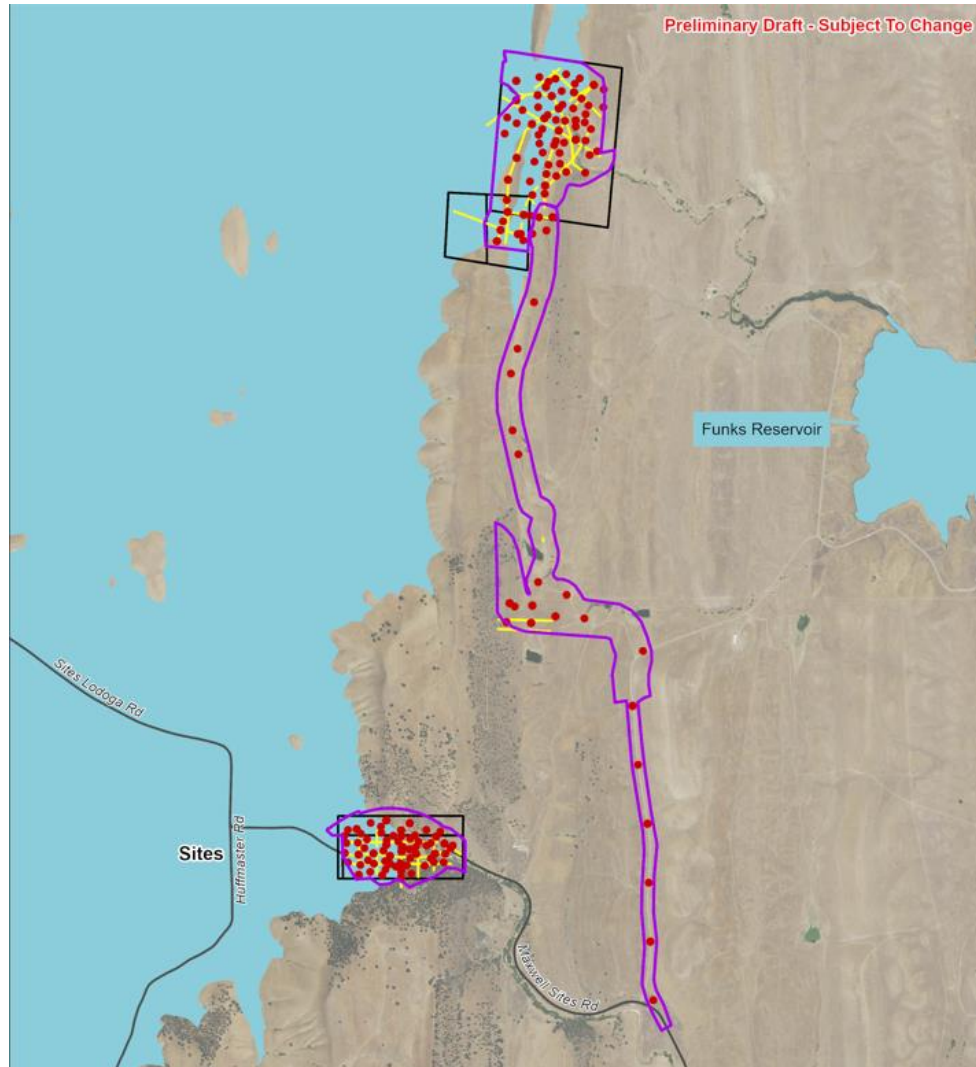 Preliminary Draft - Subject To Change
Funks Reservoir
Sites Lodoga Rd
Huffmaster Rd
Sites
Maxwell Sites Rd